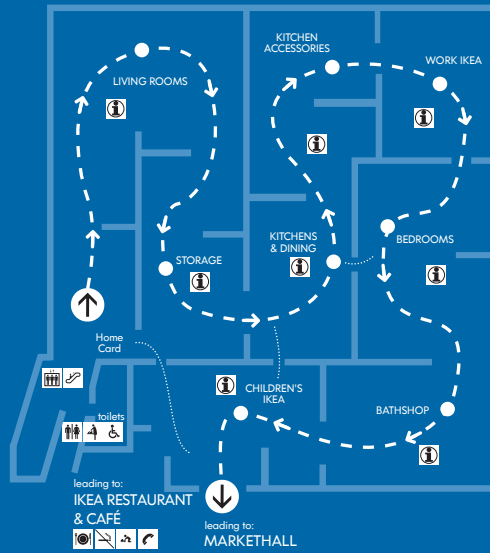 KITCHEN
ACCESSORIES
WORK IKEA
LIVING ROOMS
KITCHENS
& DINING
BEDROOMS
STORAGE
Home
Card
CHILDREN'S
IKEA
BATHSHOP
toilets
leading to:
IKEA RESTAURANT
& CAFÉ
leading to:
MARKETHALL